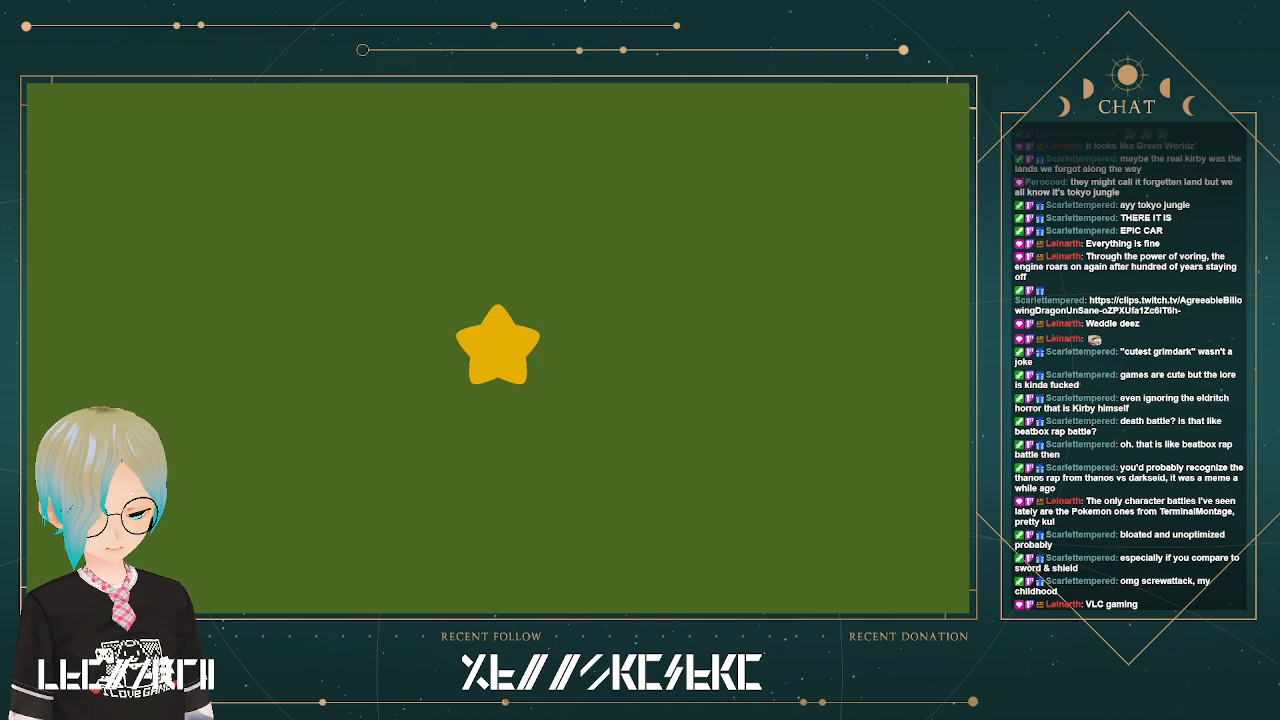 CHAT
Leinarth: It looks like Green Worldz'
Scarlettempered: maybe the real kirby was the
lands we forgot along the way
Perocoed: they might call it forgetten land but we
all know it's tokyo jungle
Scarlettempered: ayy tokyo jungle
Scarlettempered: THERE IT IS
Scarlettempered: EPIC CAR
Leinarth: Everything is fine
Leinarth: Through the power of voring, the
engine roars on again after hundred of years staying
off
Scarlettempered: https://clips.twitch.tv/AgreeableBillo
wingDragonUnSane-oZPXUfa1Zc6IT6h-
Leinarth: Waddle deez
Leinarth:
Scarlettempered: "cutest grimdark" wasn't a
joke
Scarlettempered: games are cute but the lore
is kinda fucked
Scarlettempered: even ignoring the eldritch
horror that is Kirby himself
Scarlettempered: death battle? is that like
beatbox rap battle?
Scarlettempered: oh. that is like beatbox rap
battle then
Scarlettempered: you'd probably recognize the
thanos rap from thanos vs darkseid, it was a meme a
while ago
Leinarth: The only character battles I've seen
lately are the Pokemon ones from TerminalMontage,
pretty kul
Scarlettempered: bloated and unoptimized
probably
Scarlettempered: especially if you compare to
sword & shield
Scarlettempered: omg screwattack, my
childhood
Leinarth: VLC gaming
RECENT FOLLOW
RECENT DONATION